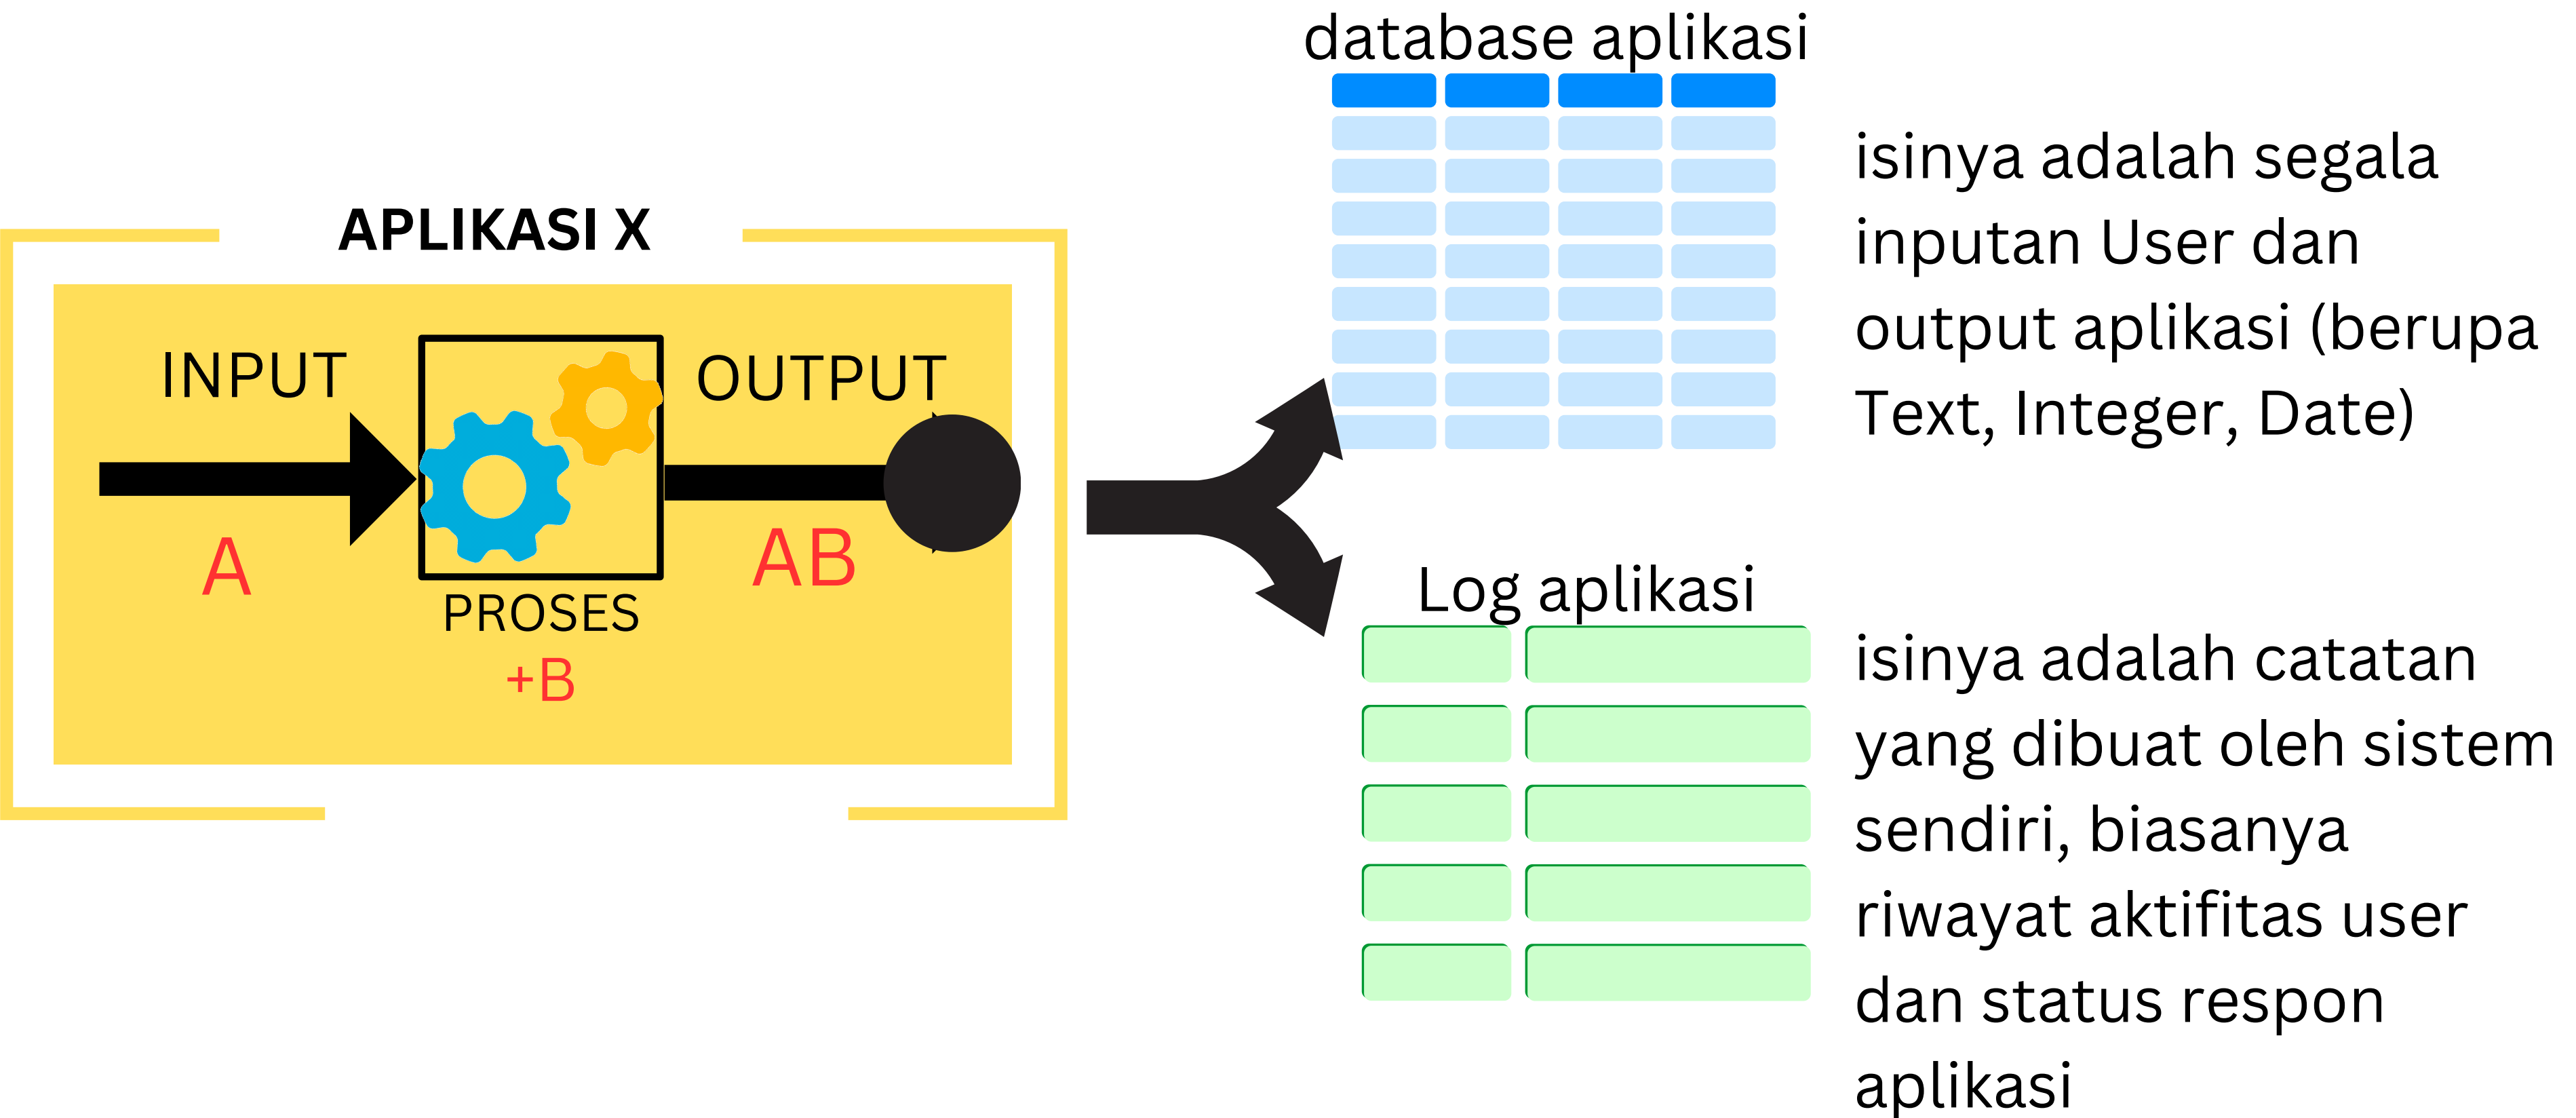 APLIKASI X
INPUT
OUTPUT
A
AB
PROSES
+B
database aplikasi
isinya adalah segala
inputan User dan
output aplikasi (berupa
Text, Integer, Date)
Log aplikasi
isinya adalah catatan
yang dibuat oleh sistem
sendiri, biasanya
riwayat aktifitas user
dan status respon
aplikasi